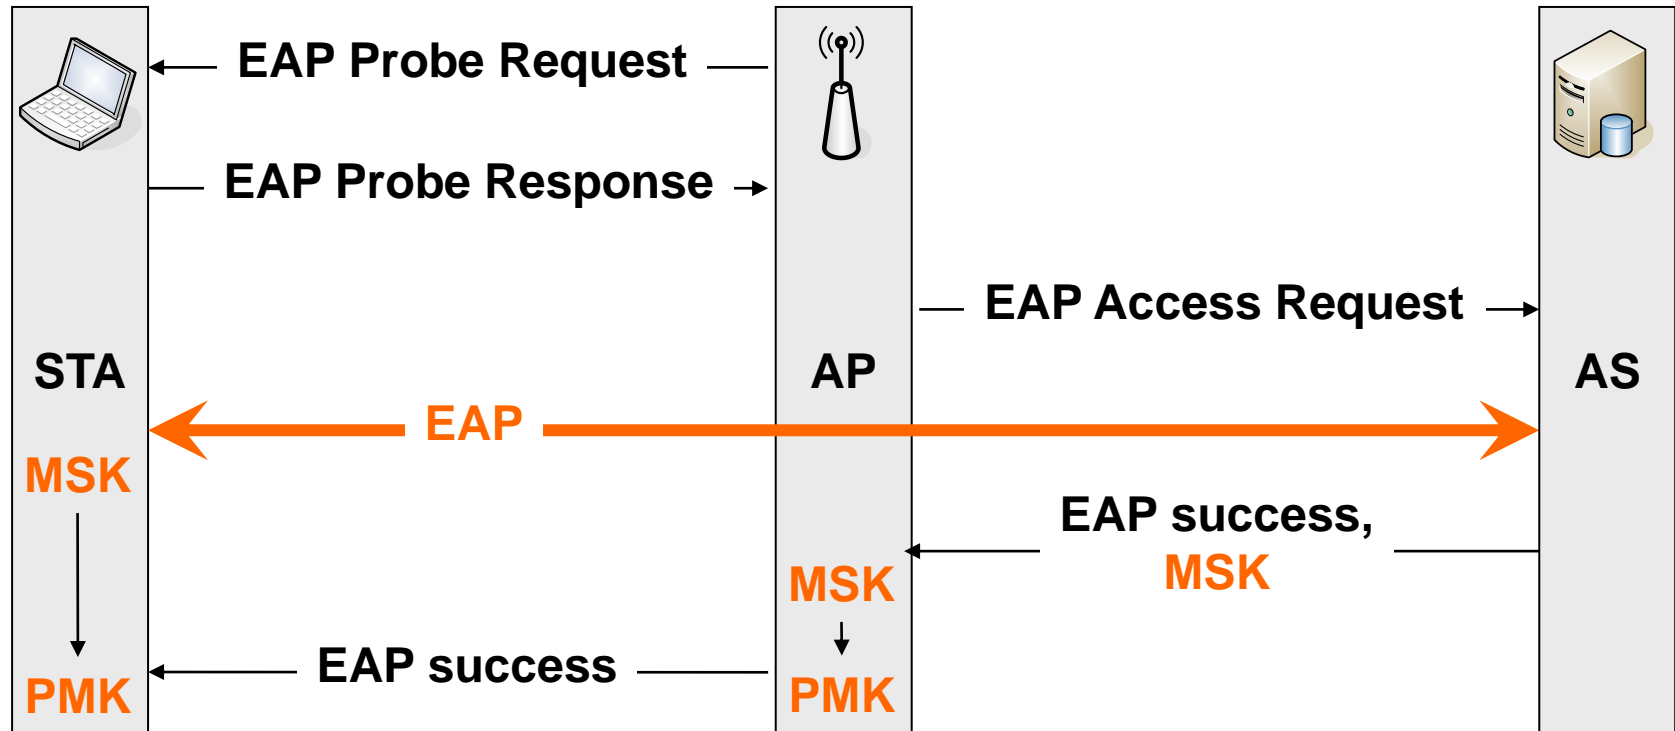 EAP Probe Request
EAP Probe Response
EAP Access Request
STA
AP
AS
EAP
MSK
EAP success,
MSK
MSK
EAP success
PMK
PMK